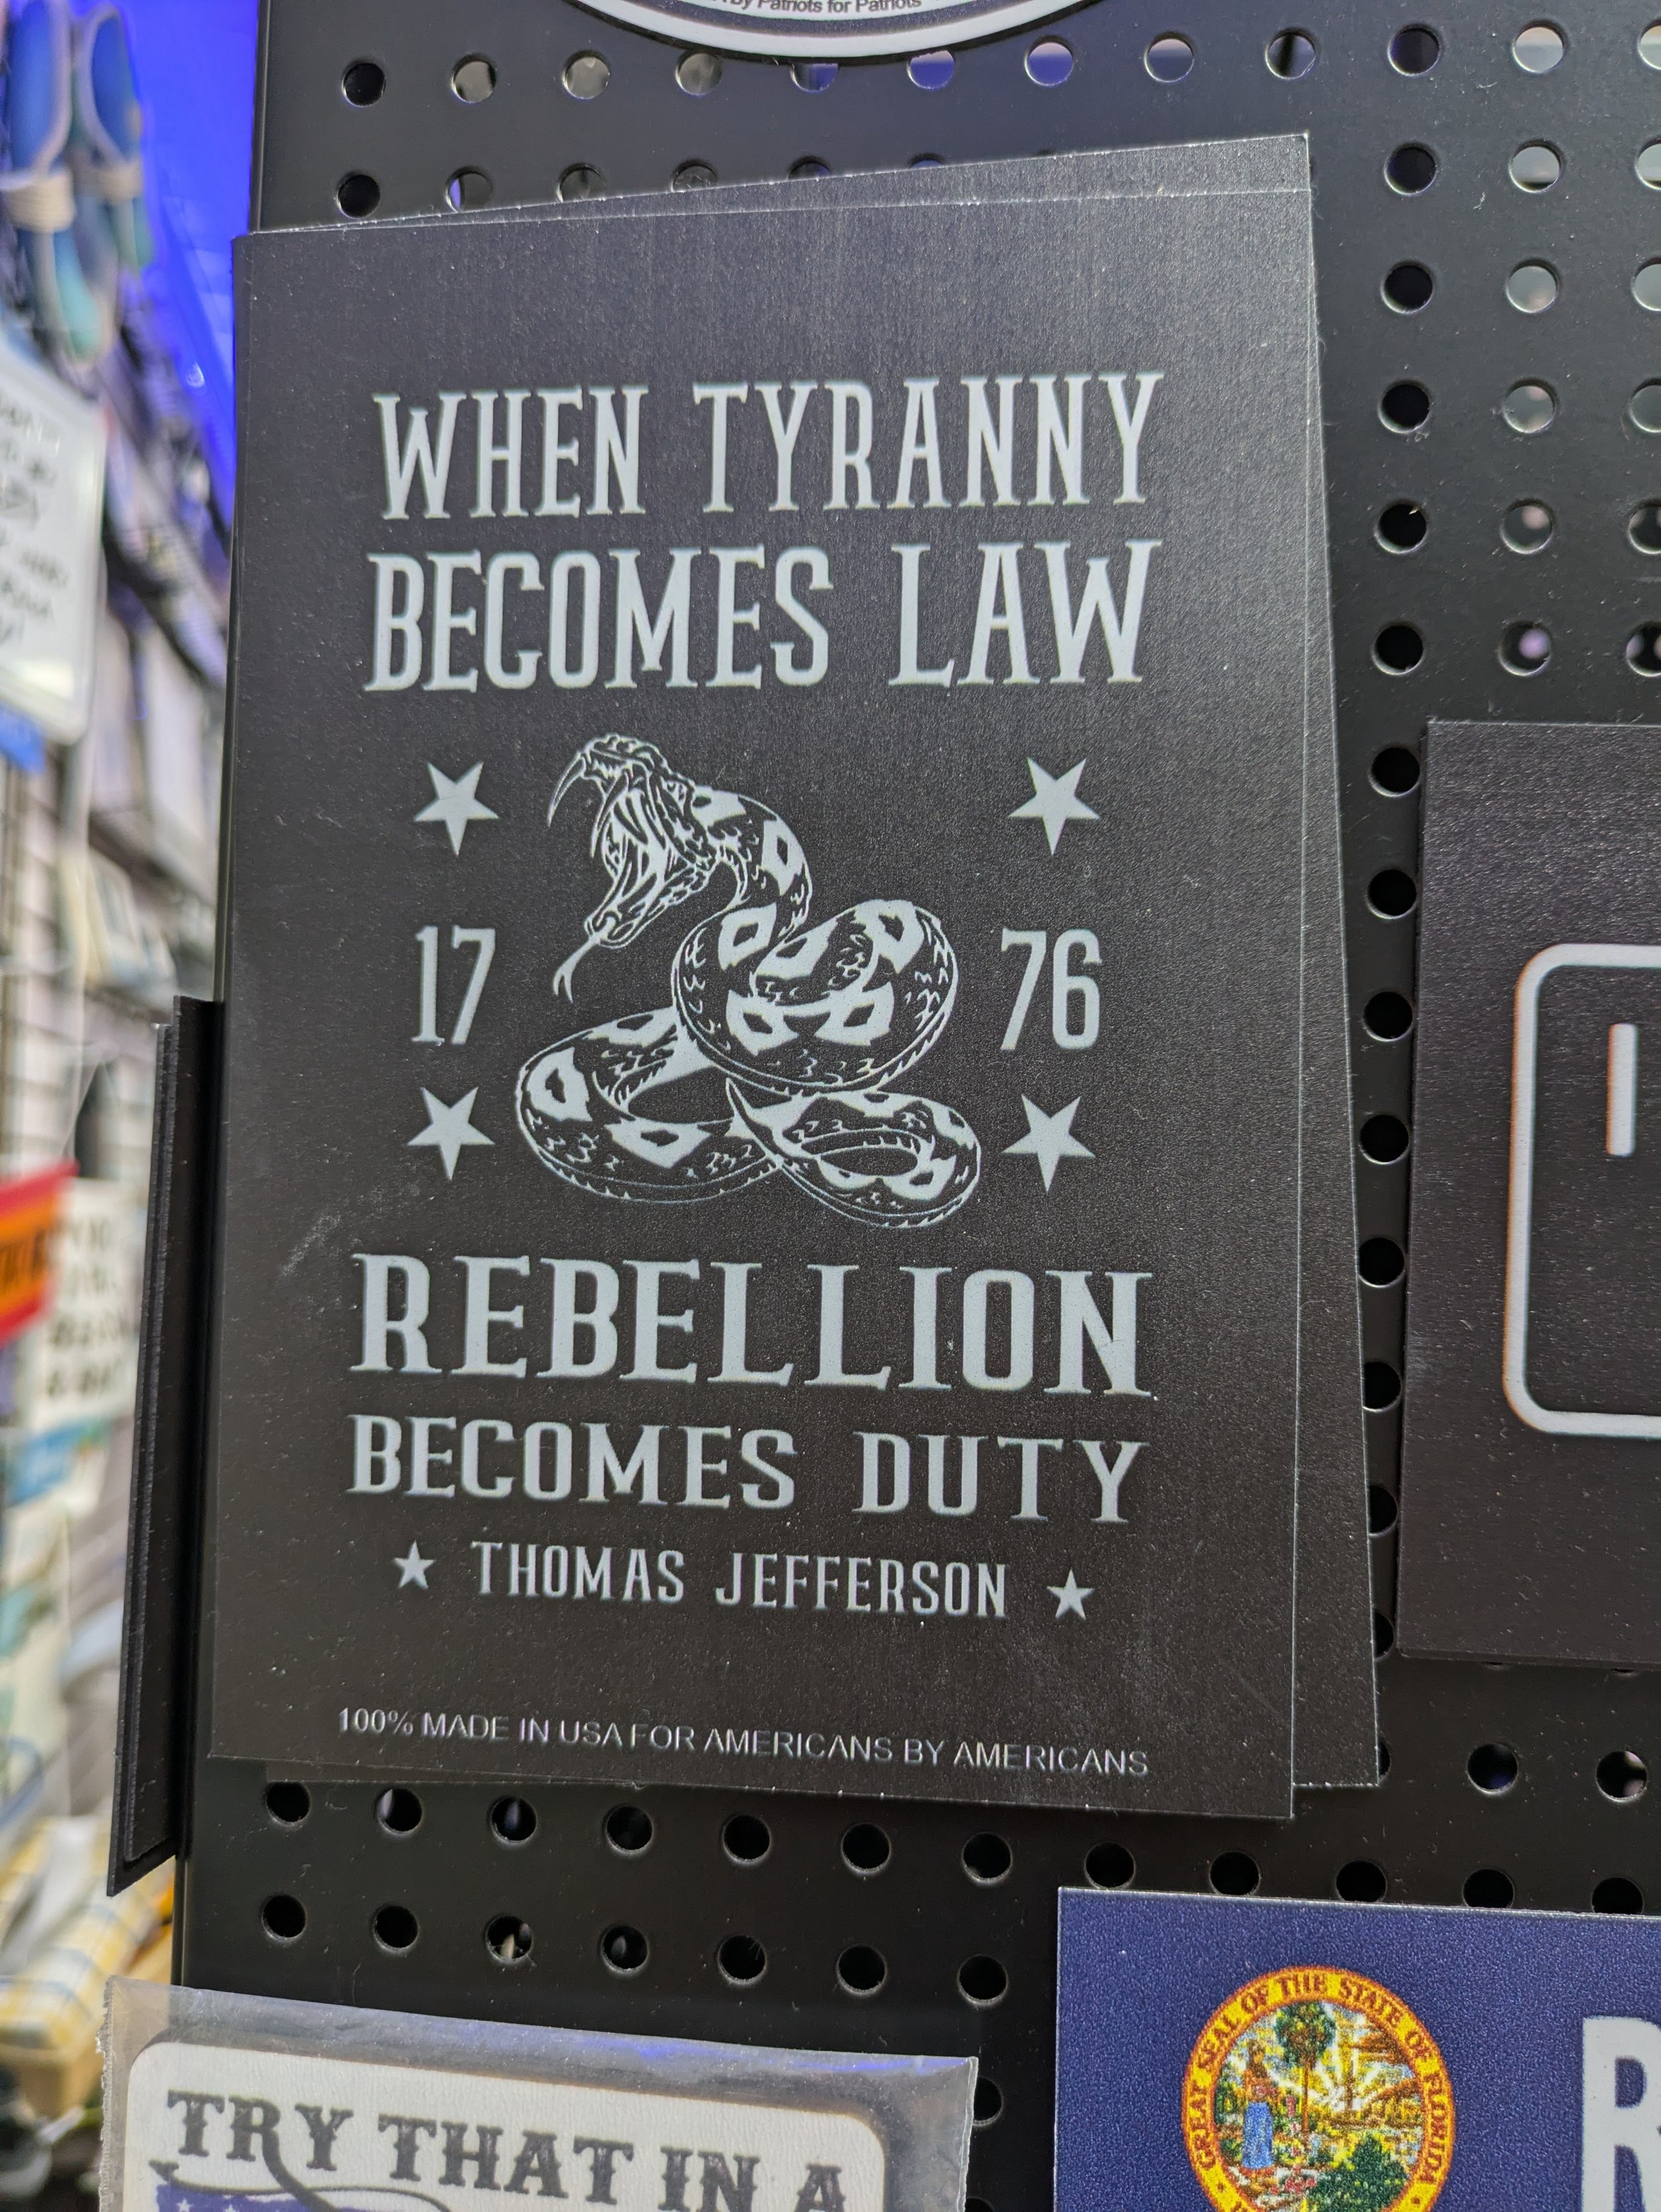 By Patriots for Patriots
WHEN TYRANNY
BECOMES LAW
17 76
REBELLION
BECOMES DUTY
THOMAS JEFFERSON
100% MADE IN USA FOR AMERICANS BY AMERICANS
GREAT SEAL OF THE STATE OF FLORIDA
R
TRY THAT IN A